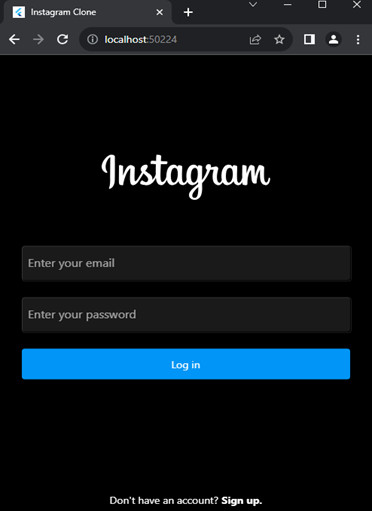 Instagram Clone
localhost:50224
Instagram
Enter your email
Enter your password
Log in
Don't have an account? Sign up.